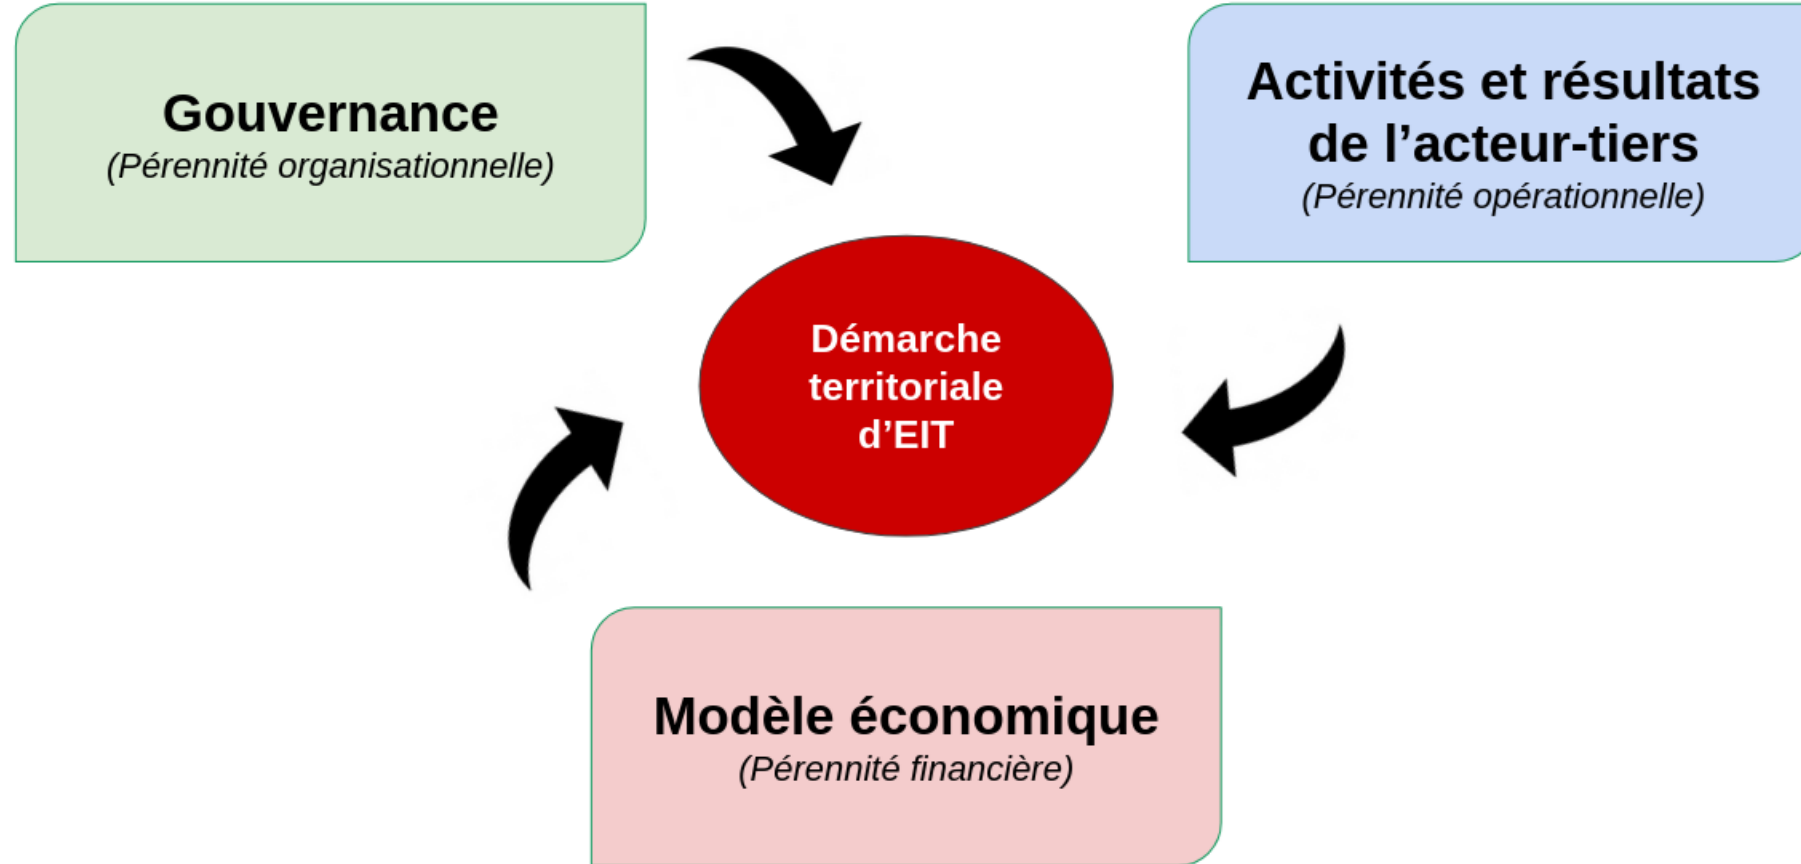 Gouvernance
(Pérennité organisationnelle)
Activités et résultats
de l’acteur-tiers
(Pérennité opérationnelle)
Démarche
territoriale
d’EIT
Modèle économique
(Pérennité financière)